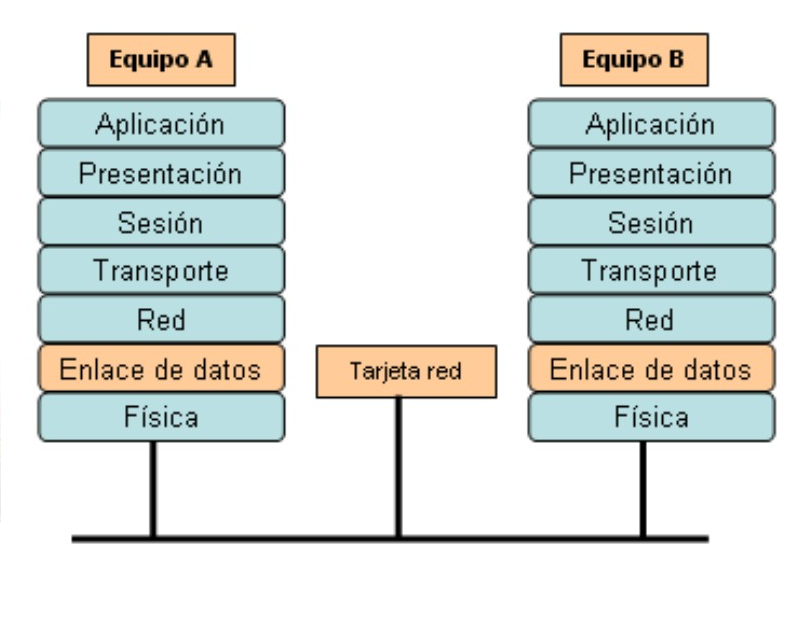 Equipo A
Equipo B
Aplicación
Presentación
Sesión
Transporte
Red
Enlace de datos
Física
Tarjeta red
Aplicación
Presentación
Sesión
Transporte
Red
Enlace de datos
Física